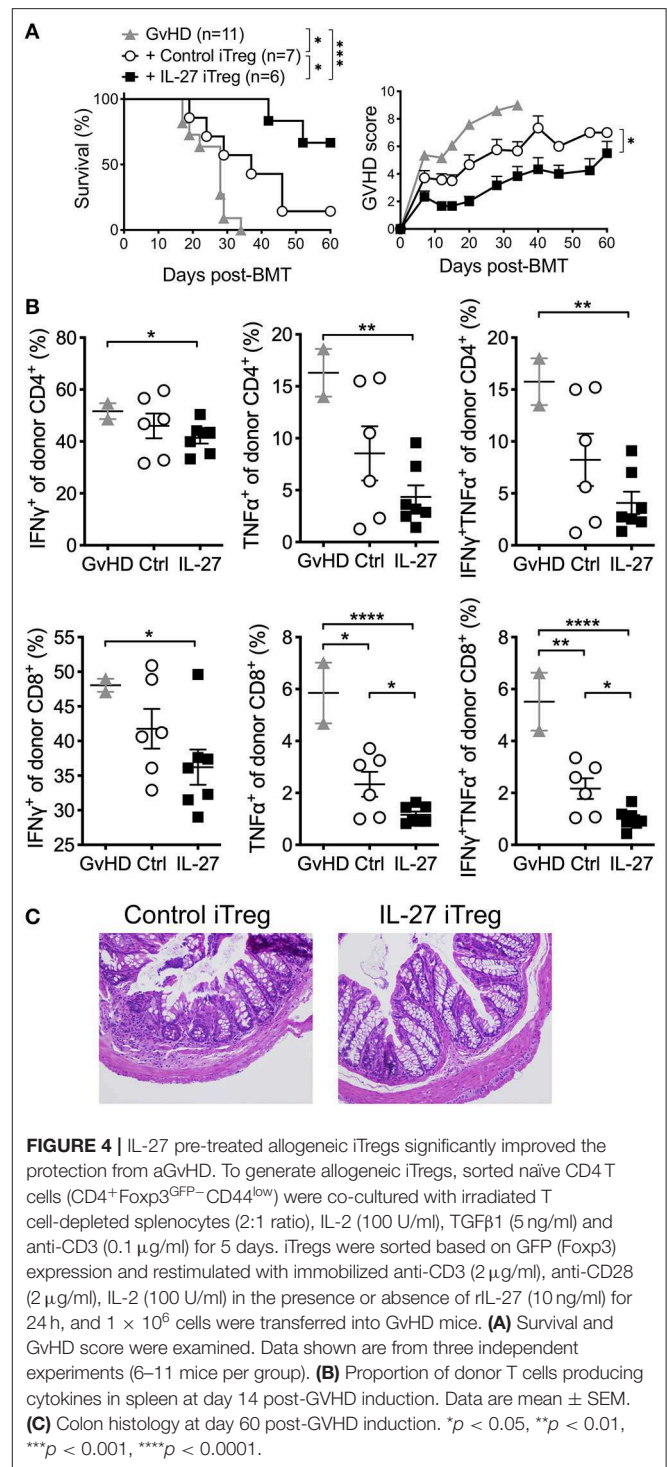 A
GvHD (n=11)
+ Control iTreg (n=7)
+ IL-27 iTreg (n=6)
*
*
***
Survival (%)
100
50
0
0 10 20 30 40 50 60
Days post-BMT
GVHD score
10
8
6
4
2
0
0 10 20 30 40 50 60
Days post-BMT
*
B
IFNγ⁺ of donor CD4⁺ (%)
80
60
40
20
0
*
GvHD Ctrl IL-27
TNFα⁺ of donor CD4⁺ (%)
20
15
10
5
0
**
GvHD Ctrl IL-27
IFNγ⁺TNFα⁺ of donor CD4⁺ (%)
20
15
10
5
0
**
GvHD Ctrl IL-27
IFNγ⁺ of donor CD8⁺ (%)
55
50
45
40
35
30
25
*
GvHD Ctrl IL-27
TNFα⁺ of donor CD8⁺ (%)
8
6
4
2
0
****
*
*
GvHD Ctrl IL-27
IFNγ⁺TNFα⁺ of donor CD8⁺ (%)
8
6
4
2
0
****
**
*
GvHD Ctrl IL-27
C
Control iTreg IL-27 iTreg
FIGURE 4 | IL-27 pre-treated allogeneic iTregs significantly improved the
protection from aGvHD. To generate allogeneic iTregs, sorted naïve CD4 T
cells (CD4⁺Foxp3ᴳᶠᴾ⁻CD44ˡᵒʷ) were co-cultured with irradiated T
cell-depleted splenocytes (2:1 ratio), IL-2 (100 U/ml), TGFβ1 (5 ng/ml) and
anti-CD3 (0.1 µg/ml) for 5 days. iTregs were sorted based on GFP (Foxp3)
expression and restimulated with immobilized anti-CD3 (2 µg/ml), anti-CD28
(2 µg/ml), IL-2 (100 U/ml) in the presence or absence of rIL-27 (10 ng/ml) for
24 h, and 1 × 10⁶ cells were transferred into GvHD mice. (A) Survival and
GvHD score were examined. Data shown are from three independent
experiments (6–11 mice per group). (B) Proportion of donor T cells producing
cytokines in spleen at day 14 post-GVHD induction. Data are mean ± SEM.
(C) Colon histology at day 60 post-GVHD induction. *p < 0.05, **p < 0.01,
***p < 0.001, ****p < 0.0001.